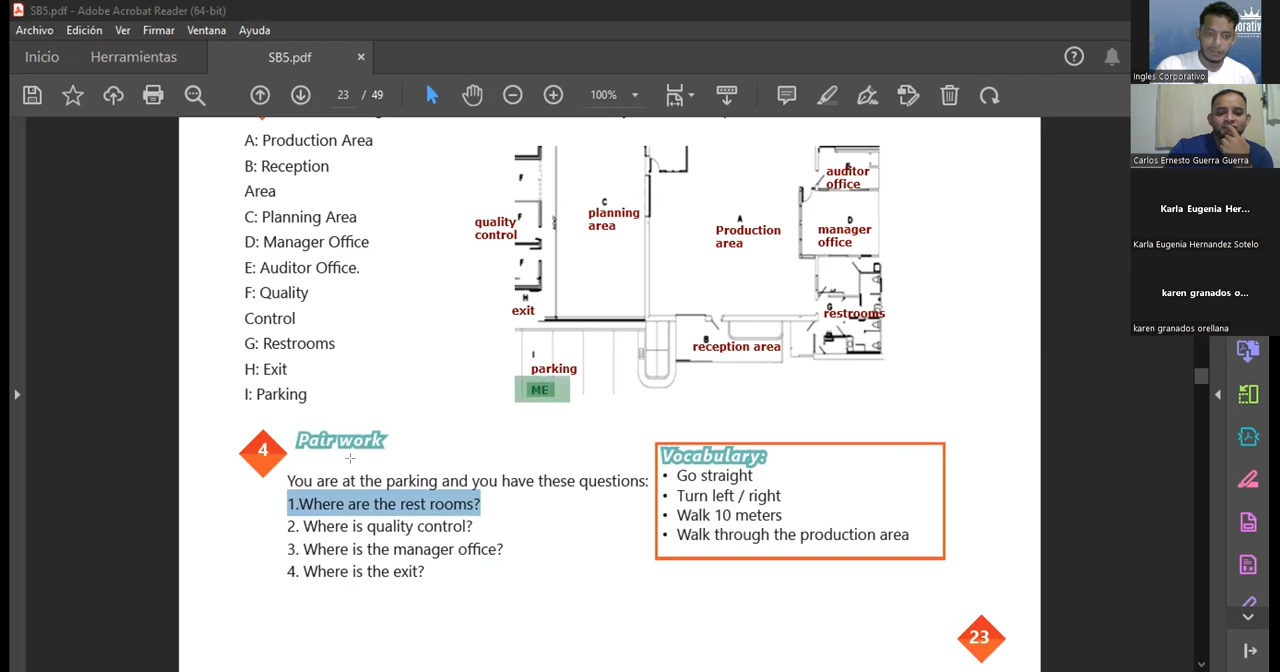 SB5.pdf - Adobe Acrobat Reader (64-bit)
Archivo Edición Ver Firmar Ventana Ayuda
Inicio Herramientas SB5.pdf ×
23 / 49 100%
A: Production Area
B: Reception
Area
C: Planning Area
D: Manager Office
E: Auditor Office.
F: Quality
Control
G: Restrooms
H: Exit
I: Parking
F
quality
control
F
F
H
exit
C
planning
area
A
Production
area
auditor
office
D
manager
office
G
restrooms
B
reception area
I
parking
ME
4
Pair work
You are at the parking and you have these questions:
1.Where are the rest rooms?
2. Where is quality control?
3. Where is the manager office?
4. Where is the exit?
Vocabulary:
• Go straight
• Turn left / right
• Walk 10 meters
• Walk through the production area
23
Ingles Corporativo
Carlos Ernesto Guerra Guerra
Karla Eugenia Her...
Karla Eugenia Hernandez Sotelo
karen granados o...
karen granados orellana